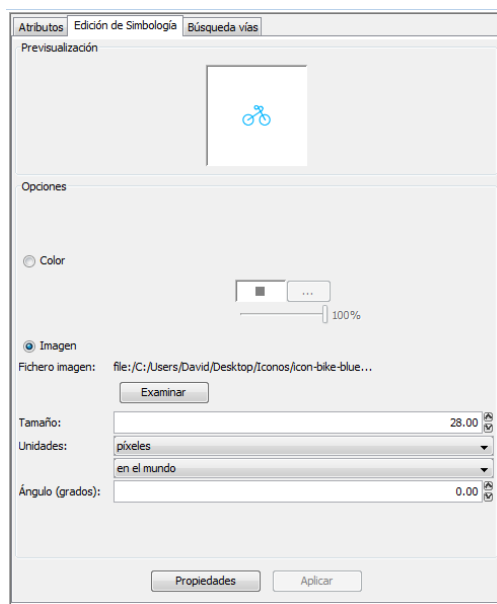 Atributos Edición de Simbología Búsqueda vías
Previsualización
Opciones
Color
...
100%
Imagen
Fichero imagen: file:/C:/Users/David/Desktop/Iconos/icon-bike-blue...
Examinar
Tamaño: 28.00
Unidades: píxeles
en el mundo
Ángulo (grados): 0.00
Propiedades Aplicar